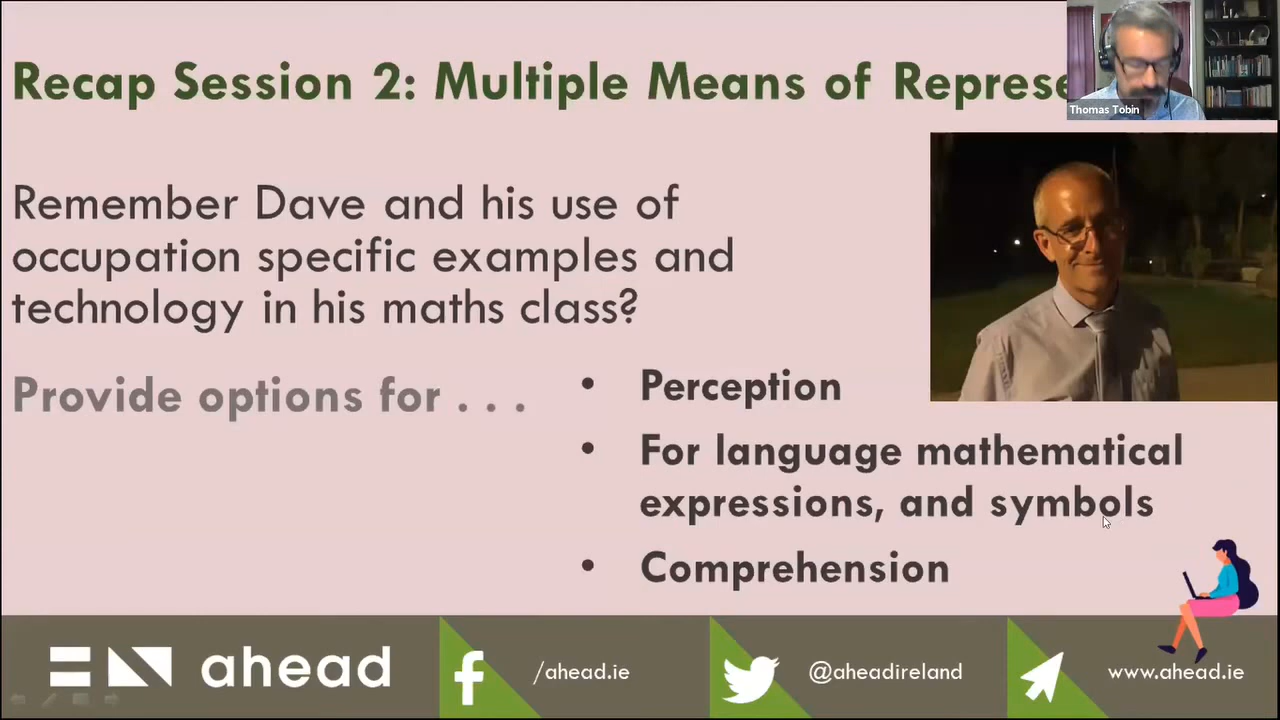 Recap Session 2: Multiple Means of Represe
Thomas Tobin
Remember Dave and his use of
occupation specific examples and
technology in his maths class?
Provide options for . . .
• Perception
• For language mathematical
expressions, and symbols
• Comprehension
ahead
/ahead.ie
@aheadireland
www.ahead.ie